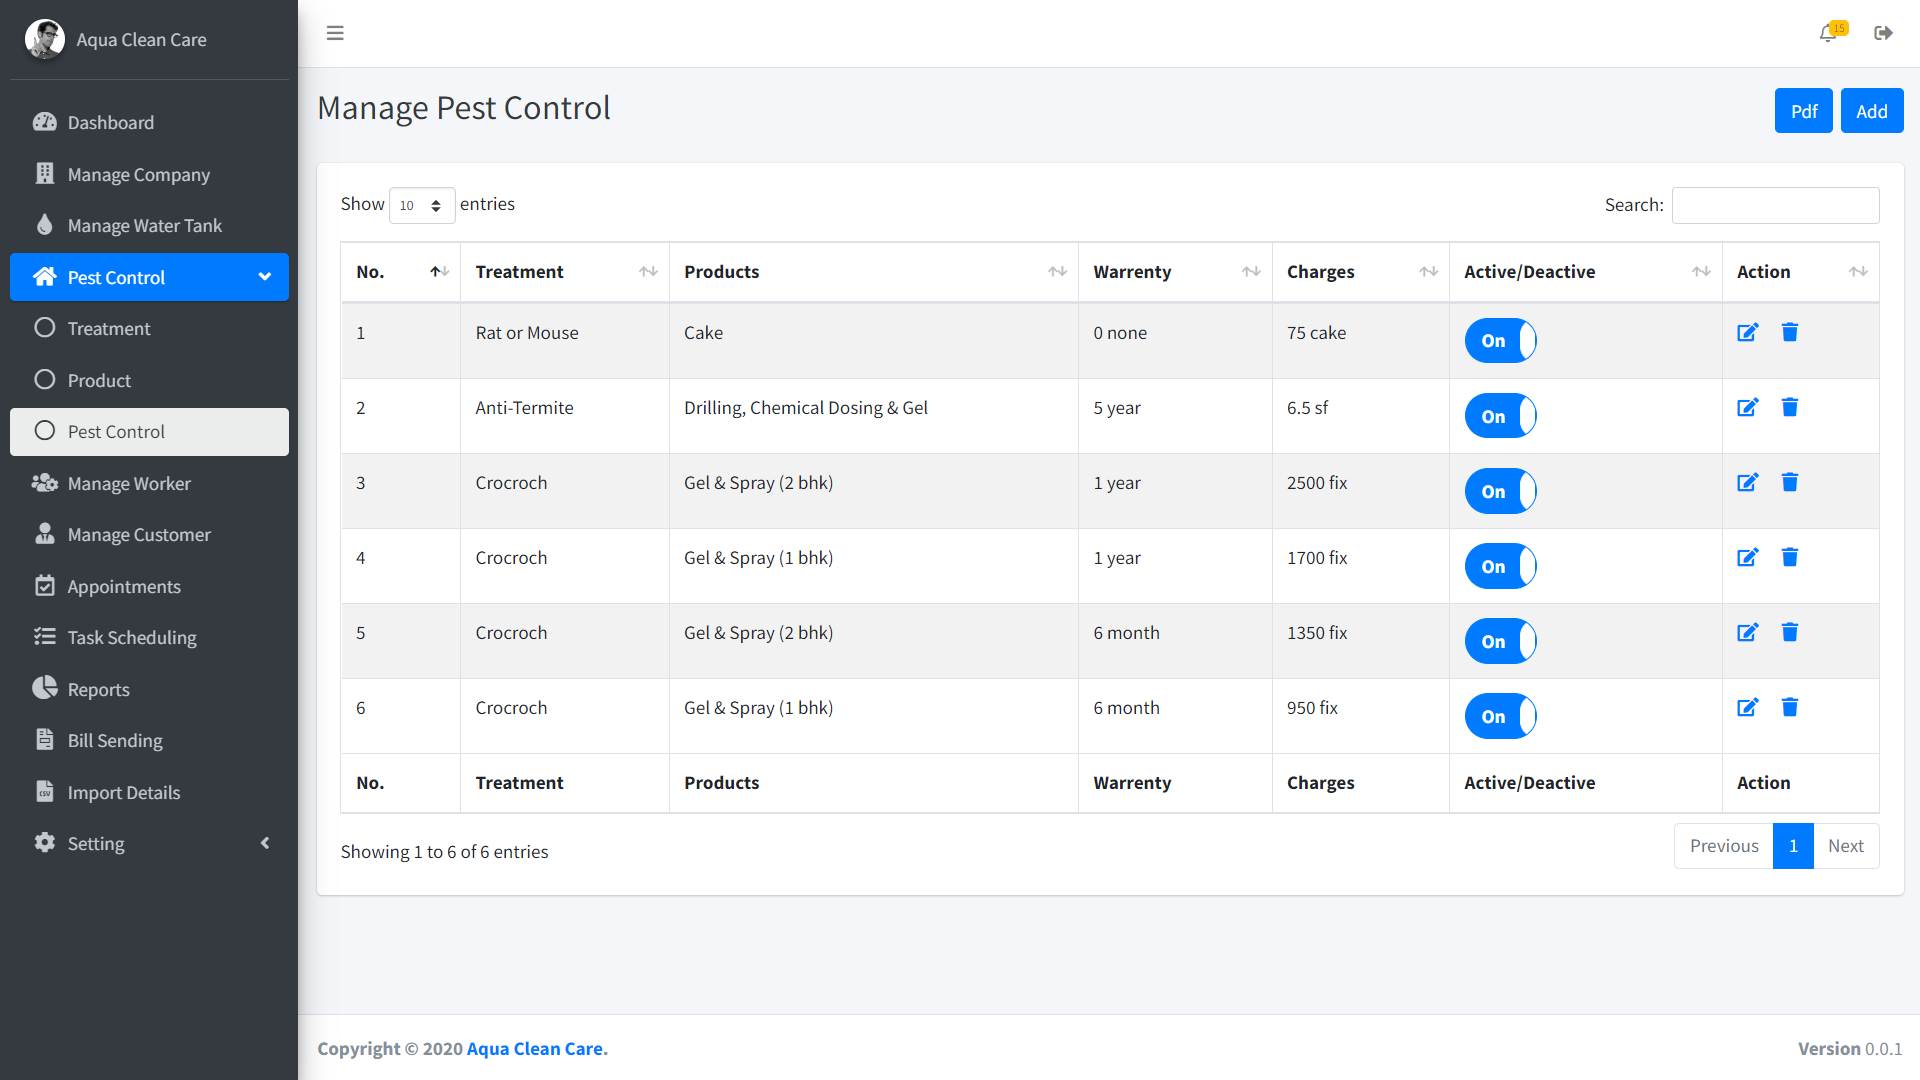 Aqua Clean Care
15
Dashboard
Manage Company
Manage Water Tank
Pest Control
Treatment
Product
Pest Control
Manage Worker
Manage Customer
Appointments
Task Scheduling
Reports
Bill Sending
CSV
Import Details
Setting
Manage Pest Control
Pdf Add
Show 10 entries Search:
No. Treatment Products Warrenty Charges Active/Deactive Action
1 Rat or Mouse Cake 0 none 75 cake On
2 Anti-Termite Drilling, Chemical Dosing & Gel 5 year 6.5 sf On
3 Crocroch Gel & Spray (2 bhk) 1 year 2500 fix On
4 Crocroch Gel & Spray (1 bhk) 1 year 1700 fix On
5 Crocroch Gel & Spray (2 bhk) 6 month 1350 fix On
6 Crocroch Gel & Spray (1 bhk) 6 month 950 fix On
No. Treatment Products Warrenty Charges Active/Deactive Action
Showing 1 to 6 of 6 entries Previous 1 Next
Copyright © 2020 Aqua Clean Care. Version 0.0.1